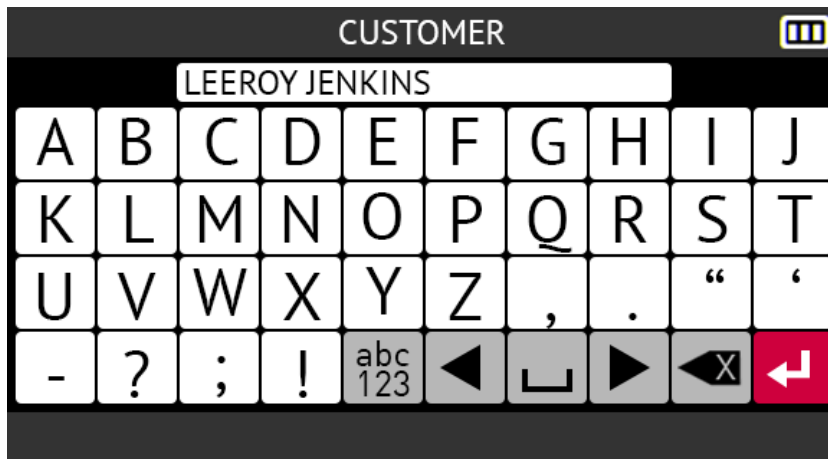 CUSTOMER
LEEROY JENKINS
A B C D E F G H I J
K L M N O P Q R S T
U V W X Y Z , . “ ‘
- ? ; ! abc 123 X